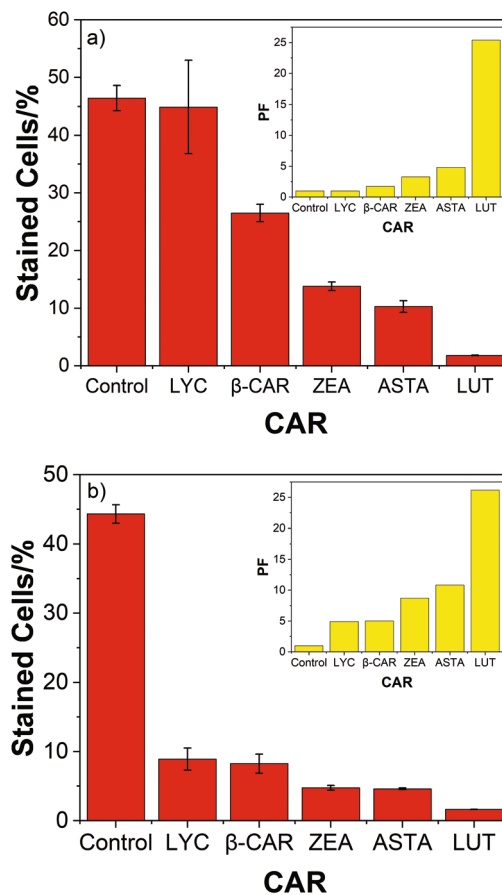 a)
Stained Cells/%
60
50
40
30
20
10
0
Control LYC β-CAR ZEA ASTA LUT
CAR
PF
25
20
15
10
5
0
Control LYC β-CAR ZEA ASTA LUT
CAR
b)
Stained Cells/%
50
40
30
20
10
0
Control LYC β-CAR ZEA ASTA LUT
CAR
PF
25
20
15
10
5
0
Control LYC β-CAR ZEA ASTA LUT
CAR